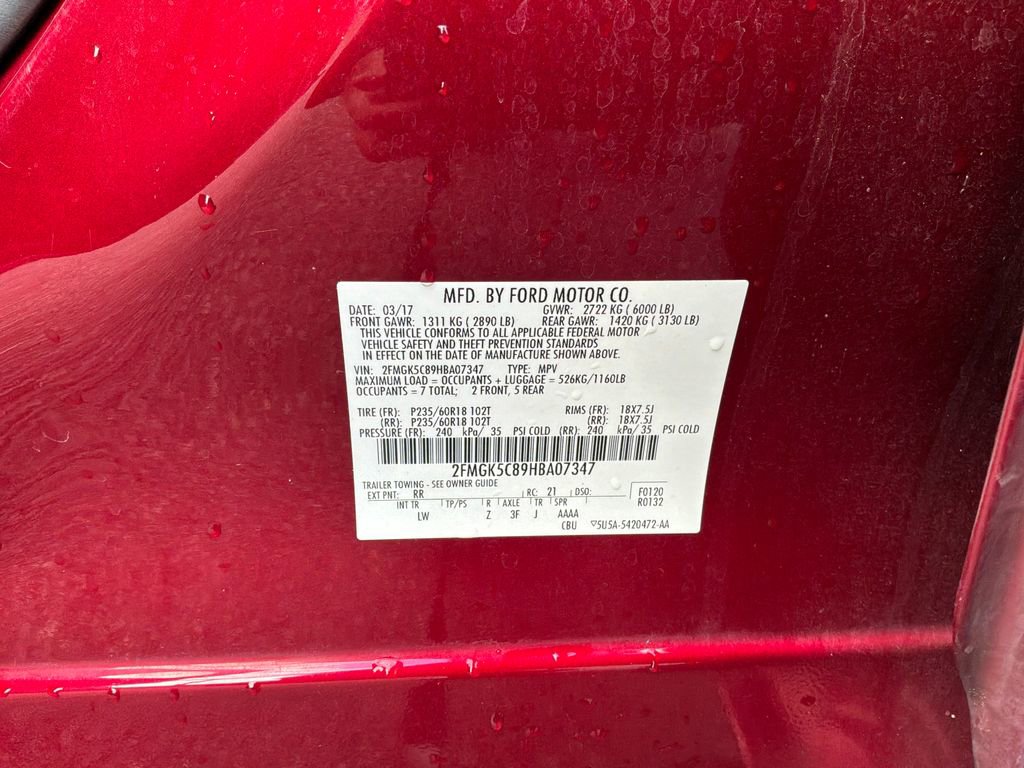 MFD. BY FORD MOTOR CO.
DATE: 03/17 GVWR: 2722 KG ( 6000 LB)
FRONT GAWR: 1311 KG ( 2890 LB) REAR GAWR: 1420 KG ( 3130 LB)
THIS VEHICLE CONFORMS TO ALL APPLICABLE FEDERAL MOTOR
VEHICLE SAFETY AND THEFT PREVENTION STANDARDS
IN EFFECT ON THE DATE OF MANUFACTURE SHOWN ABOVE.
VIN: 2FMGK5C89HBA07347 TYPE: MPV
MAXIMUM LOAD = OCCUPANTS + LUGGAGE = 526KG/1160LB
OCCUPANTS = 7 TOTAL; 2 FRONT, 5 REAR
TIRE (FR): P235/60R18 102T RIMS (FR): 18X7.5J
(RR): P235/60R18 102T (RR): 18X7.5J
PRESSURE (FR): 240 kPa/ 35 PSI COLD (RR): 240 kPa/ 35 PSI COLD
2FMGK5C89HBA07347
TRAILER TOWING - SEE OWNER GUIDE
EXT PNT: RR RC: 21 DSO: F0120
INT TR TP/PS R AXLE TR SPR R0132
LW Z 3F J AAAA
CBU 5U5A-5420472-AA